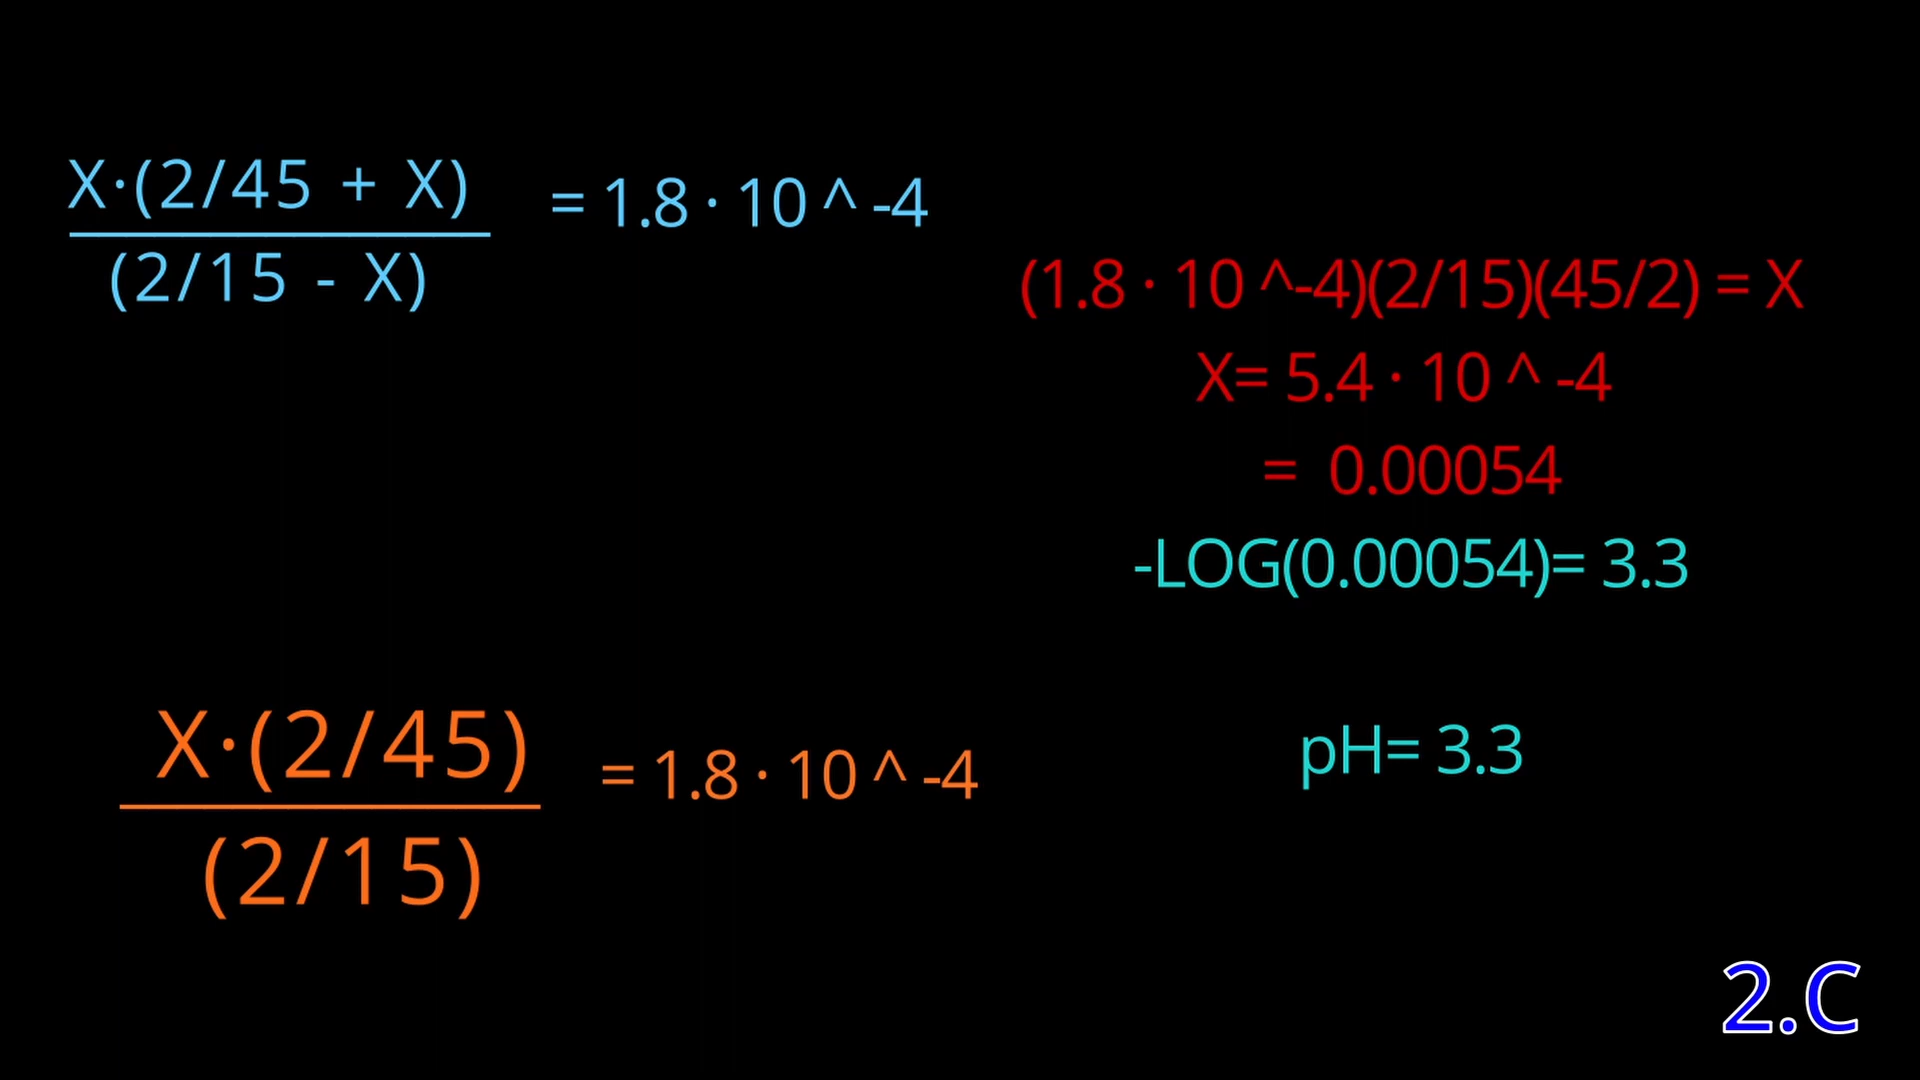 X·(2/45 + X)
(2/15 - X)
= 1.8 · 10 ^ -4
(1.8 · 10 ^-4)(2/15)(45/2) = X
X= 5.4 · 10 ^ -4
= 0.00054
-LOG(0.00054)= 3.3
pH= 3.3
X·(2/45)
(2/15)
= 1.8 · 10 ^ -4
2.C